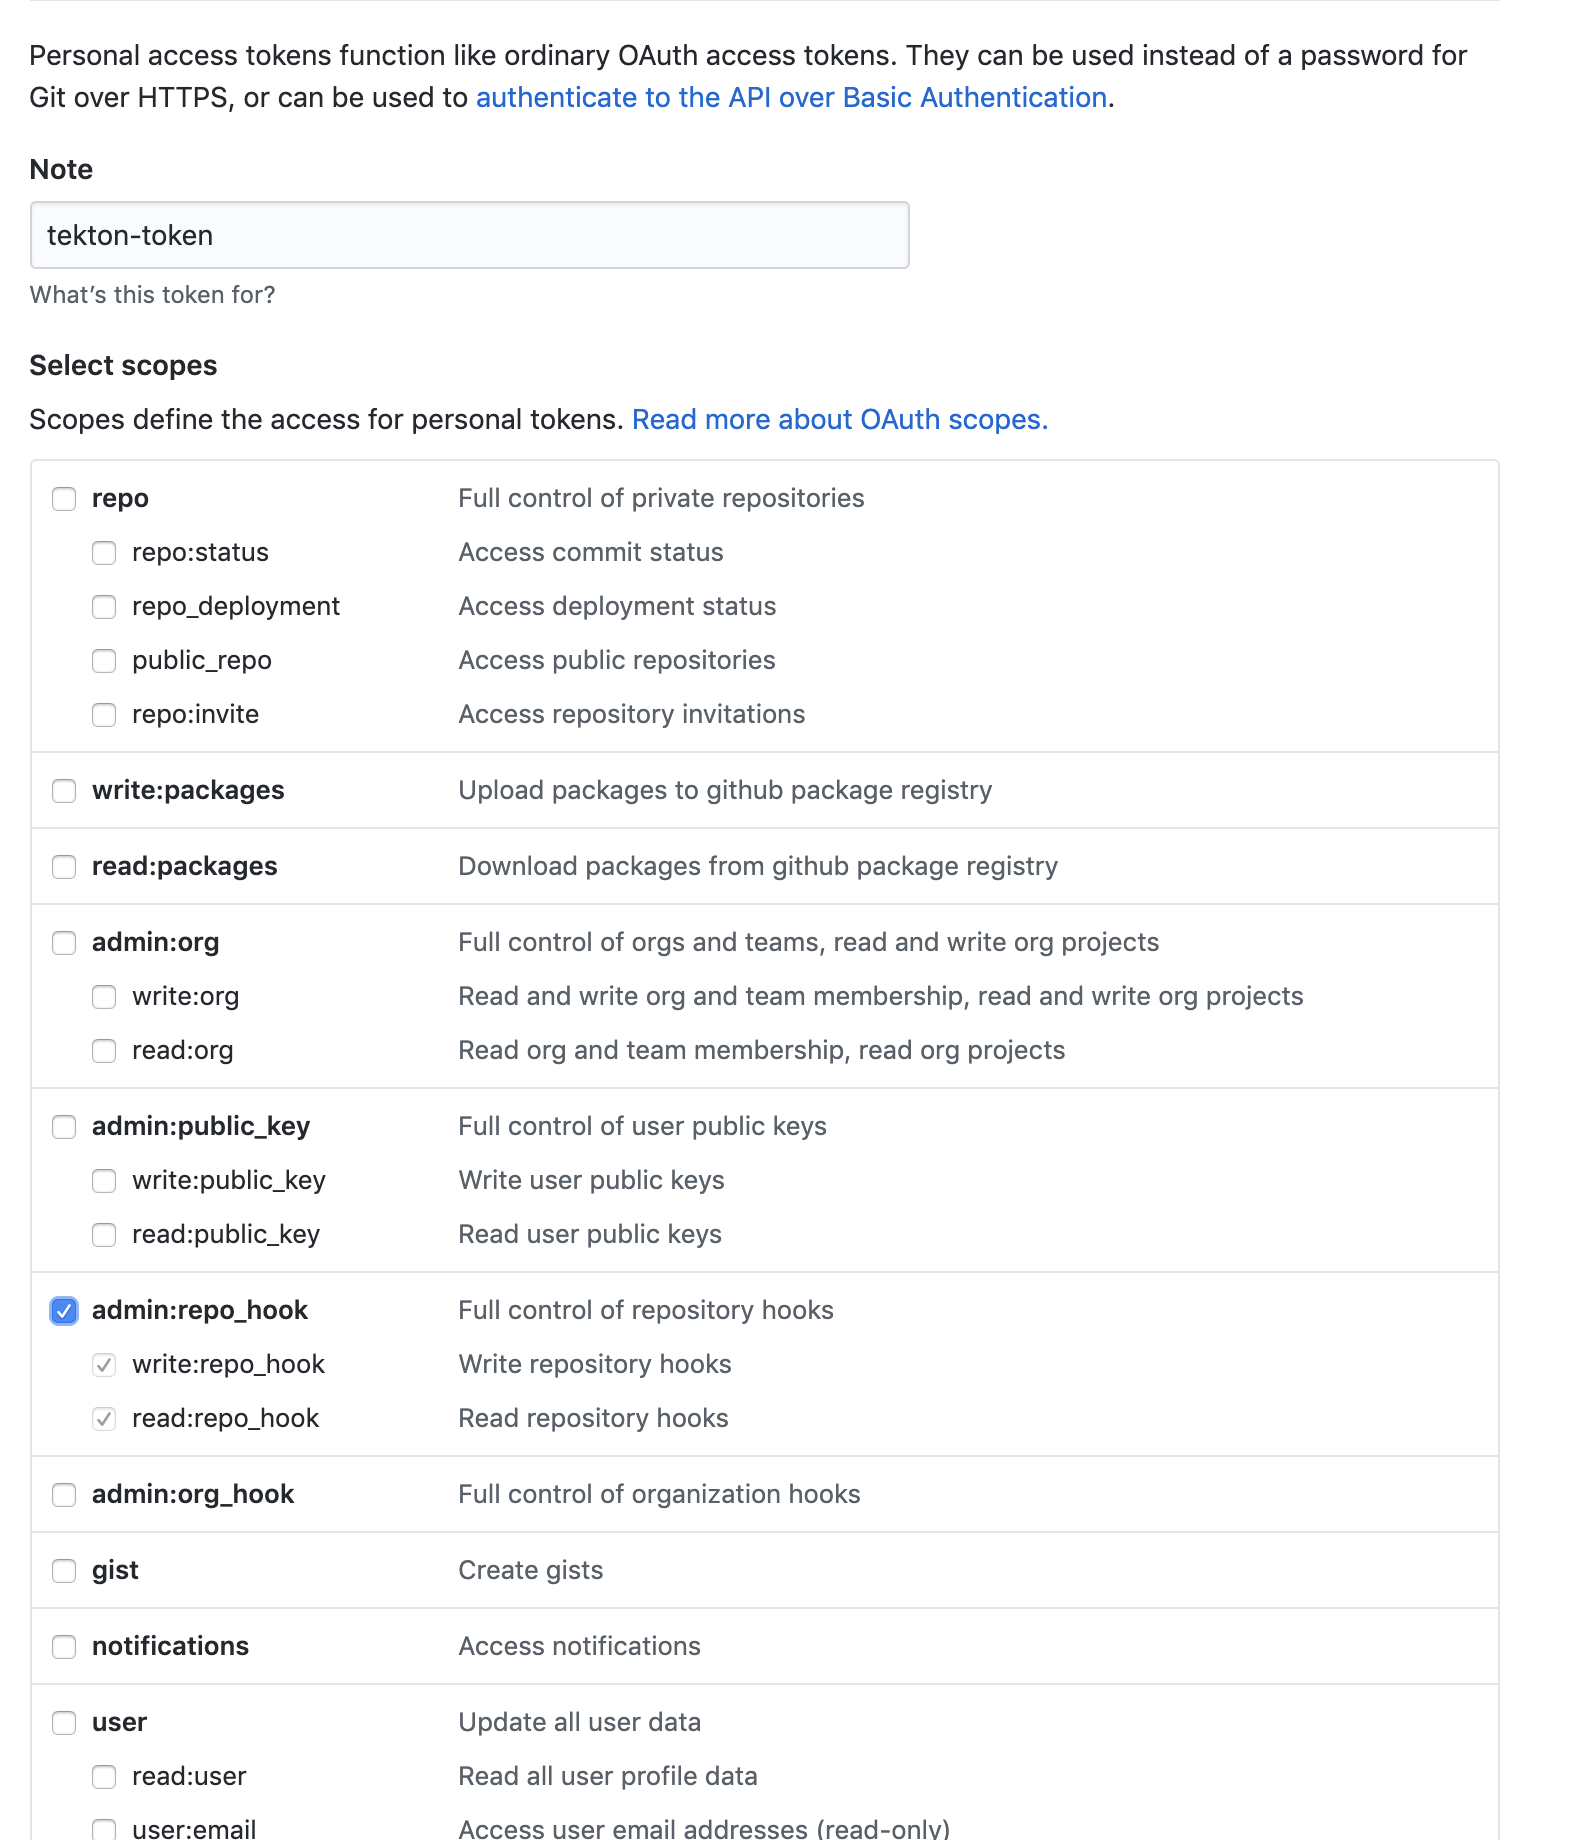 Personal access tokens function like ordinary OAuth access tokens. They can be used instead of a password for
Git over HTTPS, or can be used to authenticate to the API over Basic Authentication.
Note
tekton-token
What's this token for?
Select scopes
Scopes define the access for personal tokens. Read more about OAuth scopes.
repo Full control of private repositories
repo:status Access commit status
repo_deployment Access deployment status
public_repo Access public repositories
repo:invite Access repository invitations
write:packages Upload packages to github package registry
read:packages Download packages from github package registry
admin:org Full control of orgs and teams, read and write org projects
write:org Read and write org and team membership, read and write org projects
read:org Read org and team membership, read org projects
admin:public_key Full control of user public keys
write:public_key Write user public keys
read:public_key Read user public keys
admin:repo_hook Full control of repository hooks
write:repo_hook Write repository hooks
read:repo_hook Read repository hooks
admin:org_hook Full control of organization hooks
gist Create gists
notifications Access notifications
user Update all user data
read:user Read all user profile data
user:email Access user email addresses (read-only)